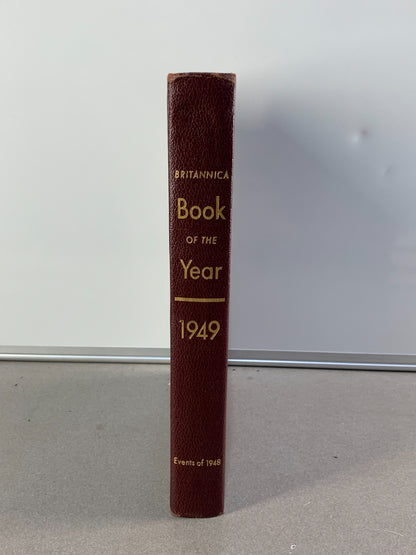 BRITANNICA
Book
OF THE
Year
1949
Events of 1948